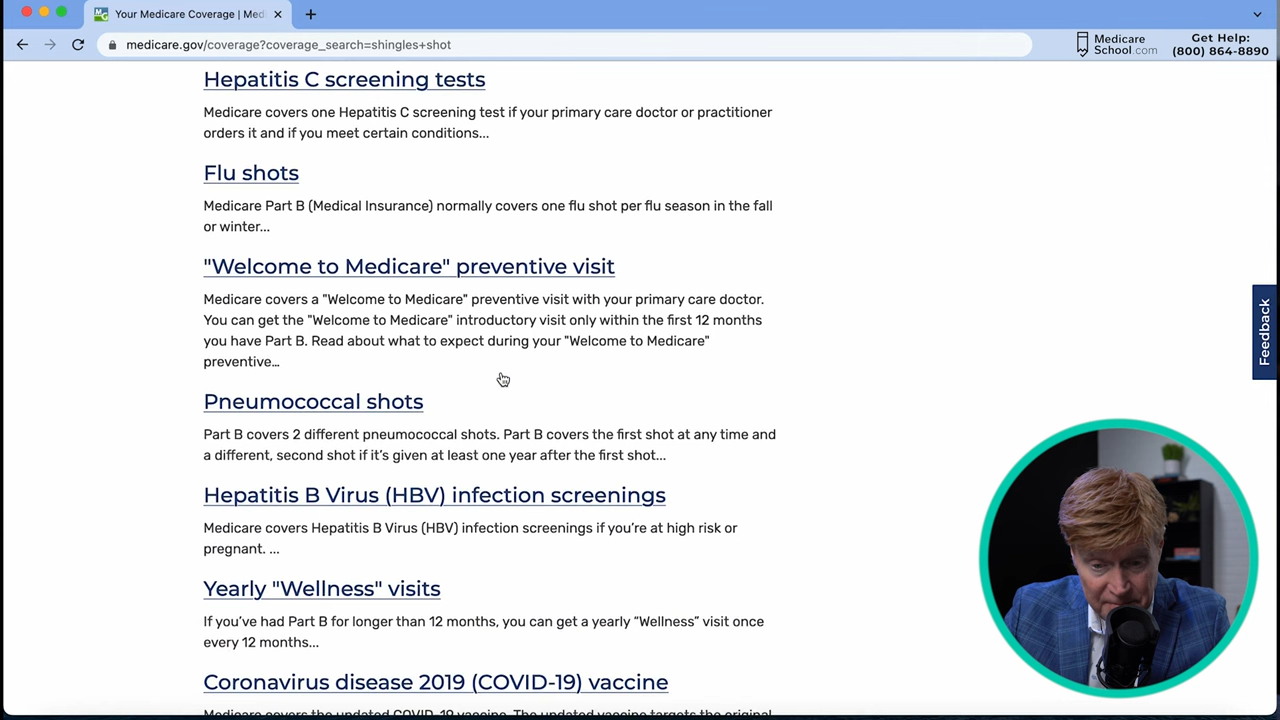 Your Medicare Coverage | Med
medicare.gov/coverage?coverage_search=shingles+shot
Medicare
School.com
Get Help:
(800) 864-8890
Hepatitis C screening tests
Medicare covers one Hepatitis C screening test if your primary care doctor or practitioner
orders it and if you meet certain conditions...
Flu shots
Medicare Part B (Medical Insurance) normally covers one flu shot per flu season in the fall
or winter...
"Welcome to Medicare" preventive visit
Medicare covers a "Welcome to Medicare" preventive visit with your primary care doctor.
You can get the "Welcome to Medicare" introductory visit only within the first 12 months
you have Part B. Read about what to expect during your "Welcome to Medicare"
preventive…
Feedback
Pneumococcal shots
Part B covers 2 different pneumococcal shots. Part B covers the first shot at any time and
a different, second shot if it’s given at least one year after the first shot...
Hepatitis B Virus (HBV) infection screenings
Medicare covers Hepatitis B Virus (HBV) infection screenings if you’re at high risk or
pregnant. ...
Yearly "Wellness" visits
If you’ve had Part B for longer than 12 months, you can get a yearly “Wellness” visit once
every 12 months...
Coronavirus disease 2019 (COVID-19) vaccine
Medicare covers the updated COVID-19 vaccine. The updated vaccine targets the original